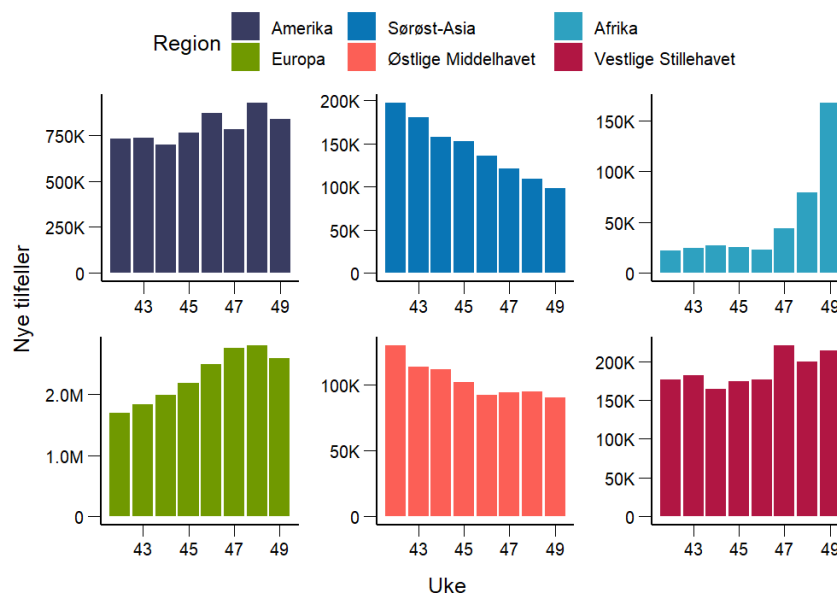 Region
Amerika
Sørøst-Asia
Afrika
Europa
Østlige Middelhavet
Vestlige Stillehavet
Nye tilfeller
750K
500K
250K
0
43 45 47 49
200K
150K
100K
50K
0
43 45 47 49
150K
100K
50K
0
43 45 47 49
2.0M
1.0M
0
43 45 47 49
100K
50K
0
43 45 47 49
200K
150K
100K
50K
0
43 45 47 49
Uke